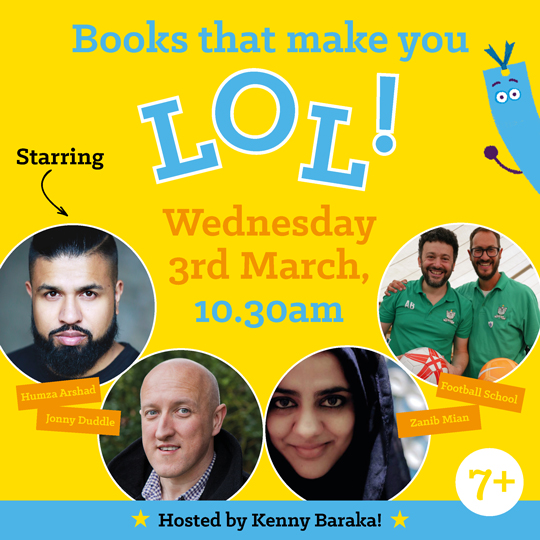 Books that make you
LOL!
Starring
Wednesday
3rd March,
10.30am
Humza Arshad
Jonny Duddle
Football School
Zanib Mian
AB
7+
Hosted by Kenny Baraka!